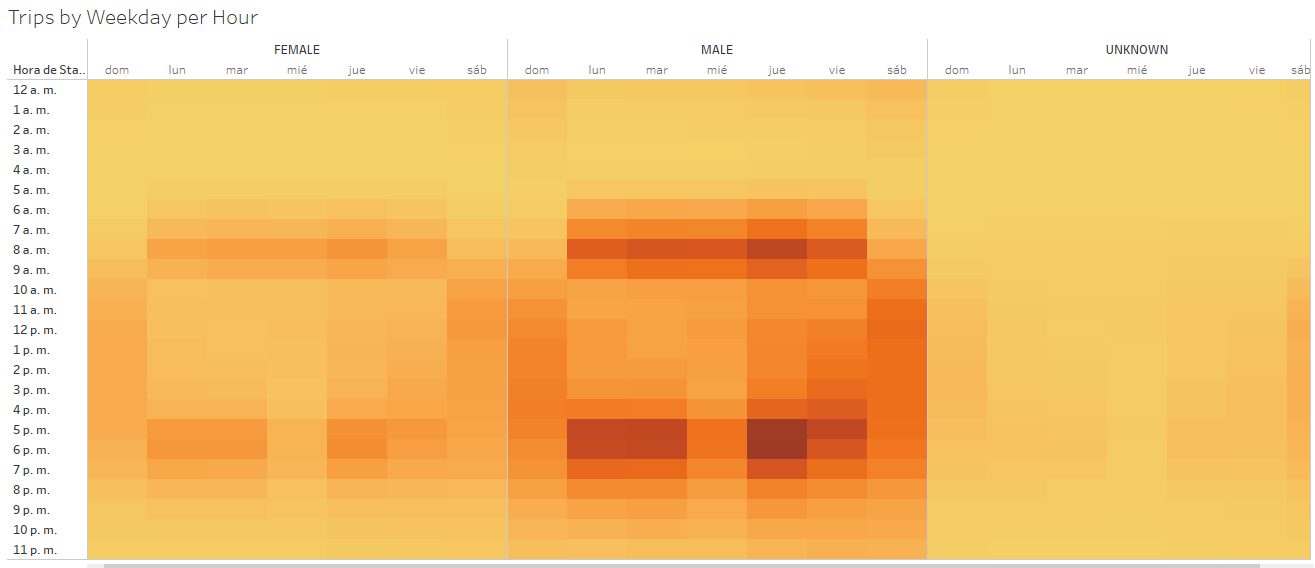 Trips by Weekday per Hour
FEMALE MALE UNKNOWN
Hora de Sta.. dom lun mar mié jue vie sáb dom lun mar mié jue vie sáb dom lun mar mié jue vie sáb
12 a. m.
1 a. m.
2 a. m.
3 a. m.
4 a. m.
5 a. m.
6 a. m.
7 a. m.
8 a. m.
9 a. m.
10 a. m.
11 a. m.
12 p. m.
1 p. m.
2 p. m.
3 p. m.
4 p. m.
5 p. m.
6 p. m.
7 p. m.
8 p. m.
9 p. m.
10 p. m.
11 p. m.